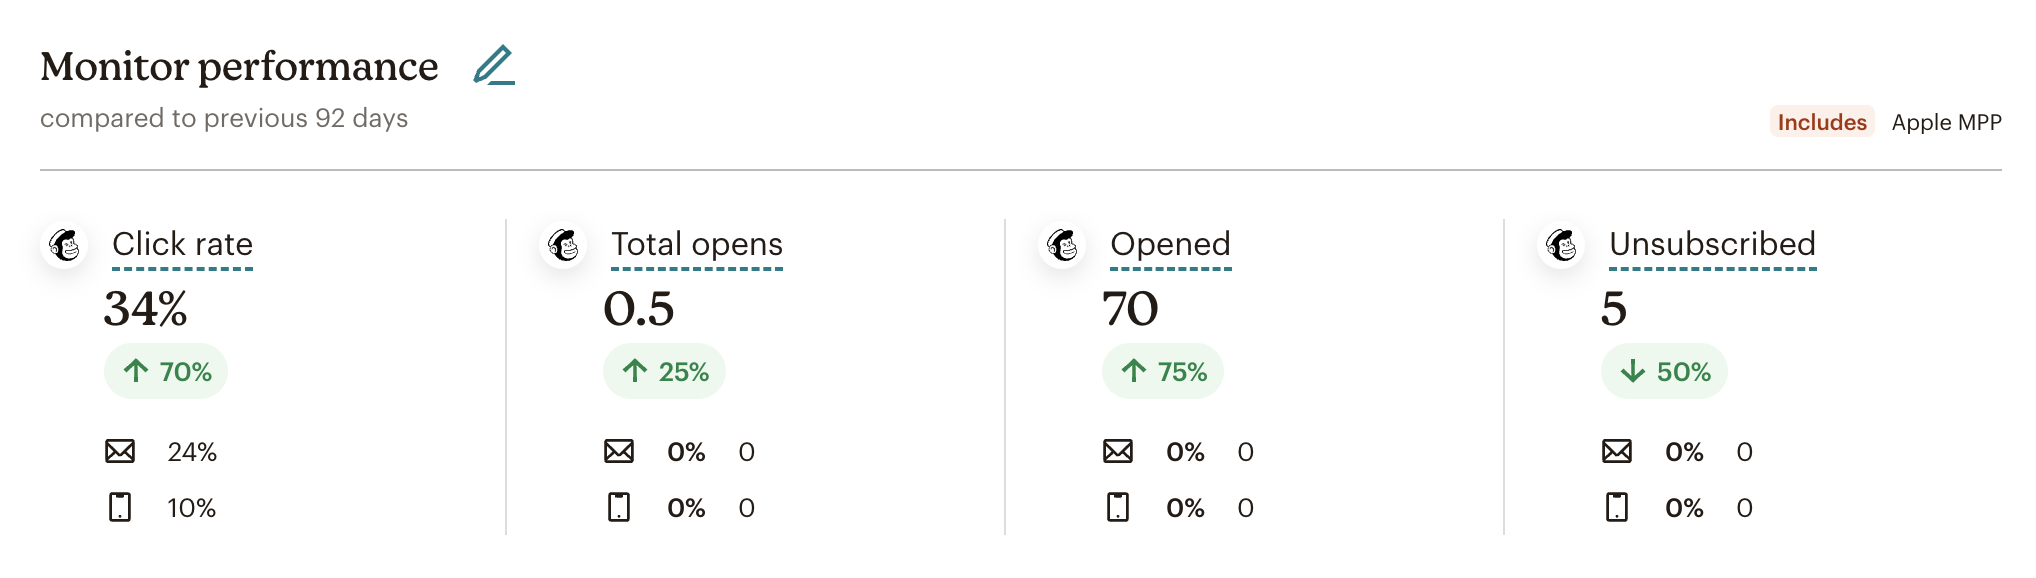 Monitor performance
compared to previous 92 days
Includes Apple MPP
Click rate
34%
↑ 70%
24%
10%
Total opens
0.5
↑ 25%
0% 0
0% 0
Opened
70
↑ 75%
0% 0
0% 0
Unsubscribed
5
↓ 50%
0% 0
0% 0